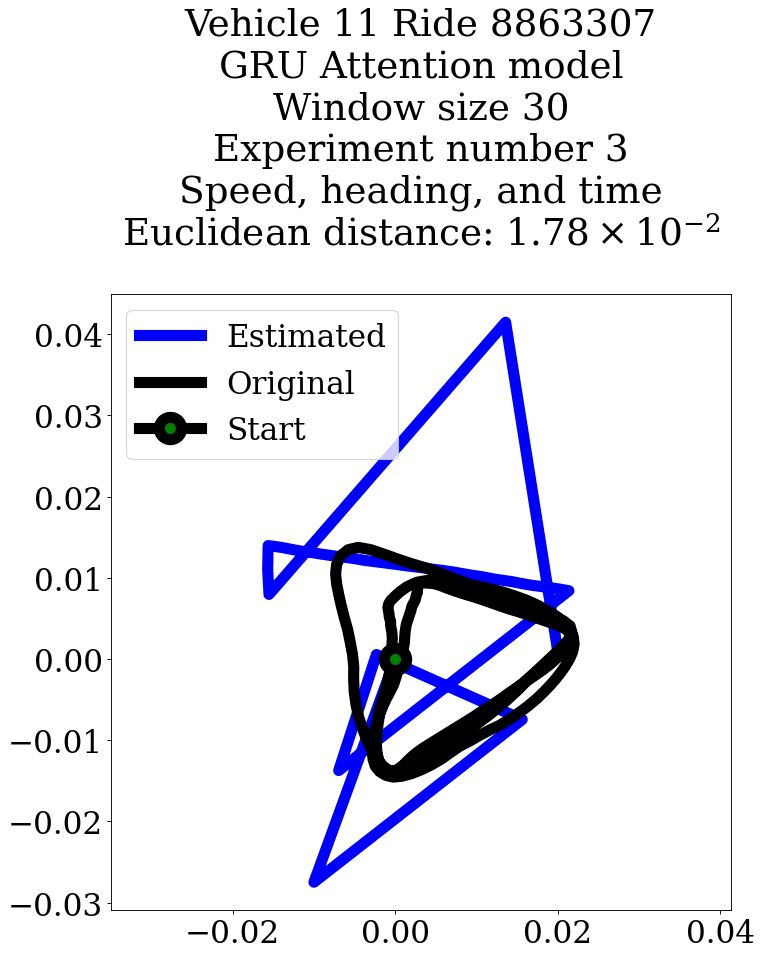 Vehicle 11 Ride 8863307
GRU Attention model
Window size 30
Experiment number 3
Speed, heading, and time
Euclidean distance: 1.78 × 10⁻²
Estimated
Original
Start
0.04
0.03
0.02
0.01
0.00
−0.01
−0.02
−0.03
−0.02 0.00 0.02 0.04